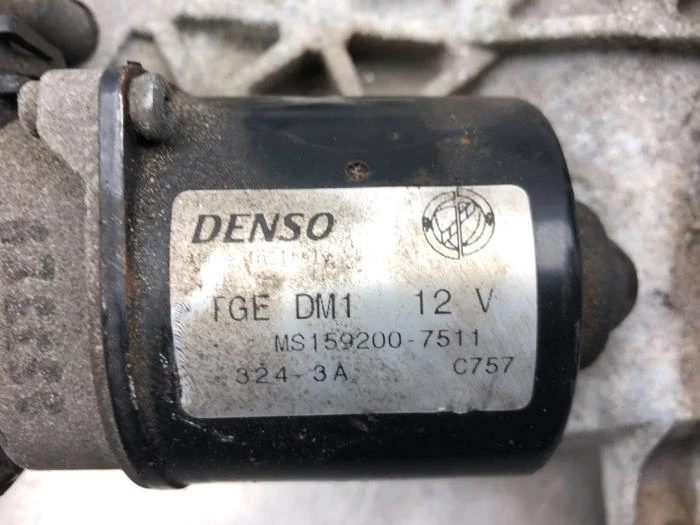 DENSO
TGE DM1 12 V
MS159200-7511
324-3A C757